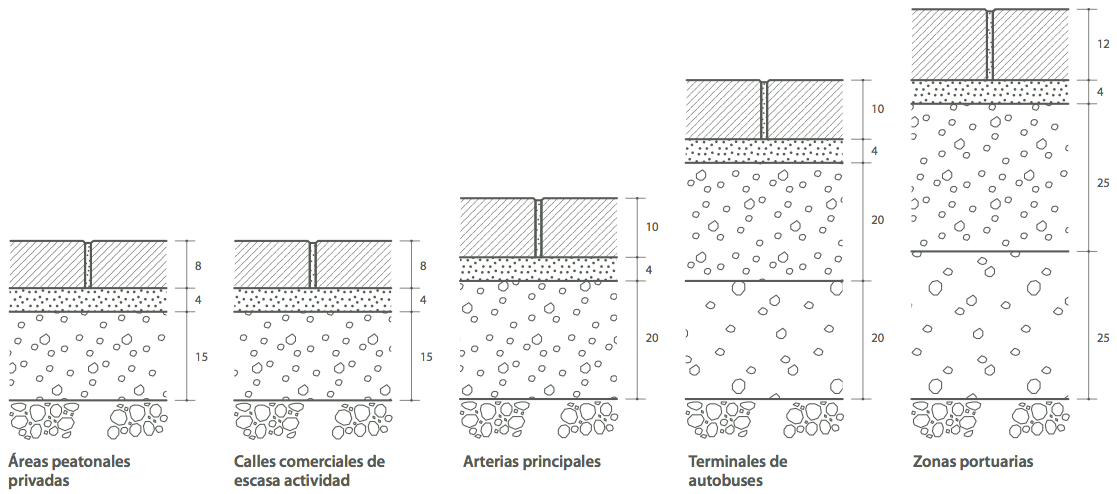 8
4
15
Áreas peatonales
privadas
8
4
15
Calles comerciales de
escasa actividad
10
4
20
Arterias principales
10
4
20
20
Terminales de
autobuses
12
4
25
25
Zonas portuarias